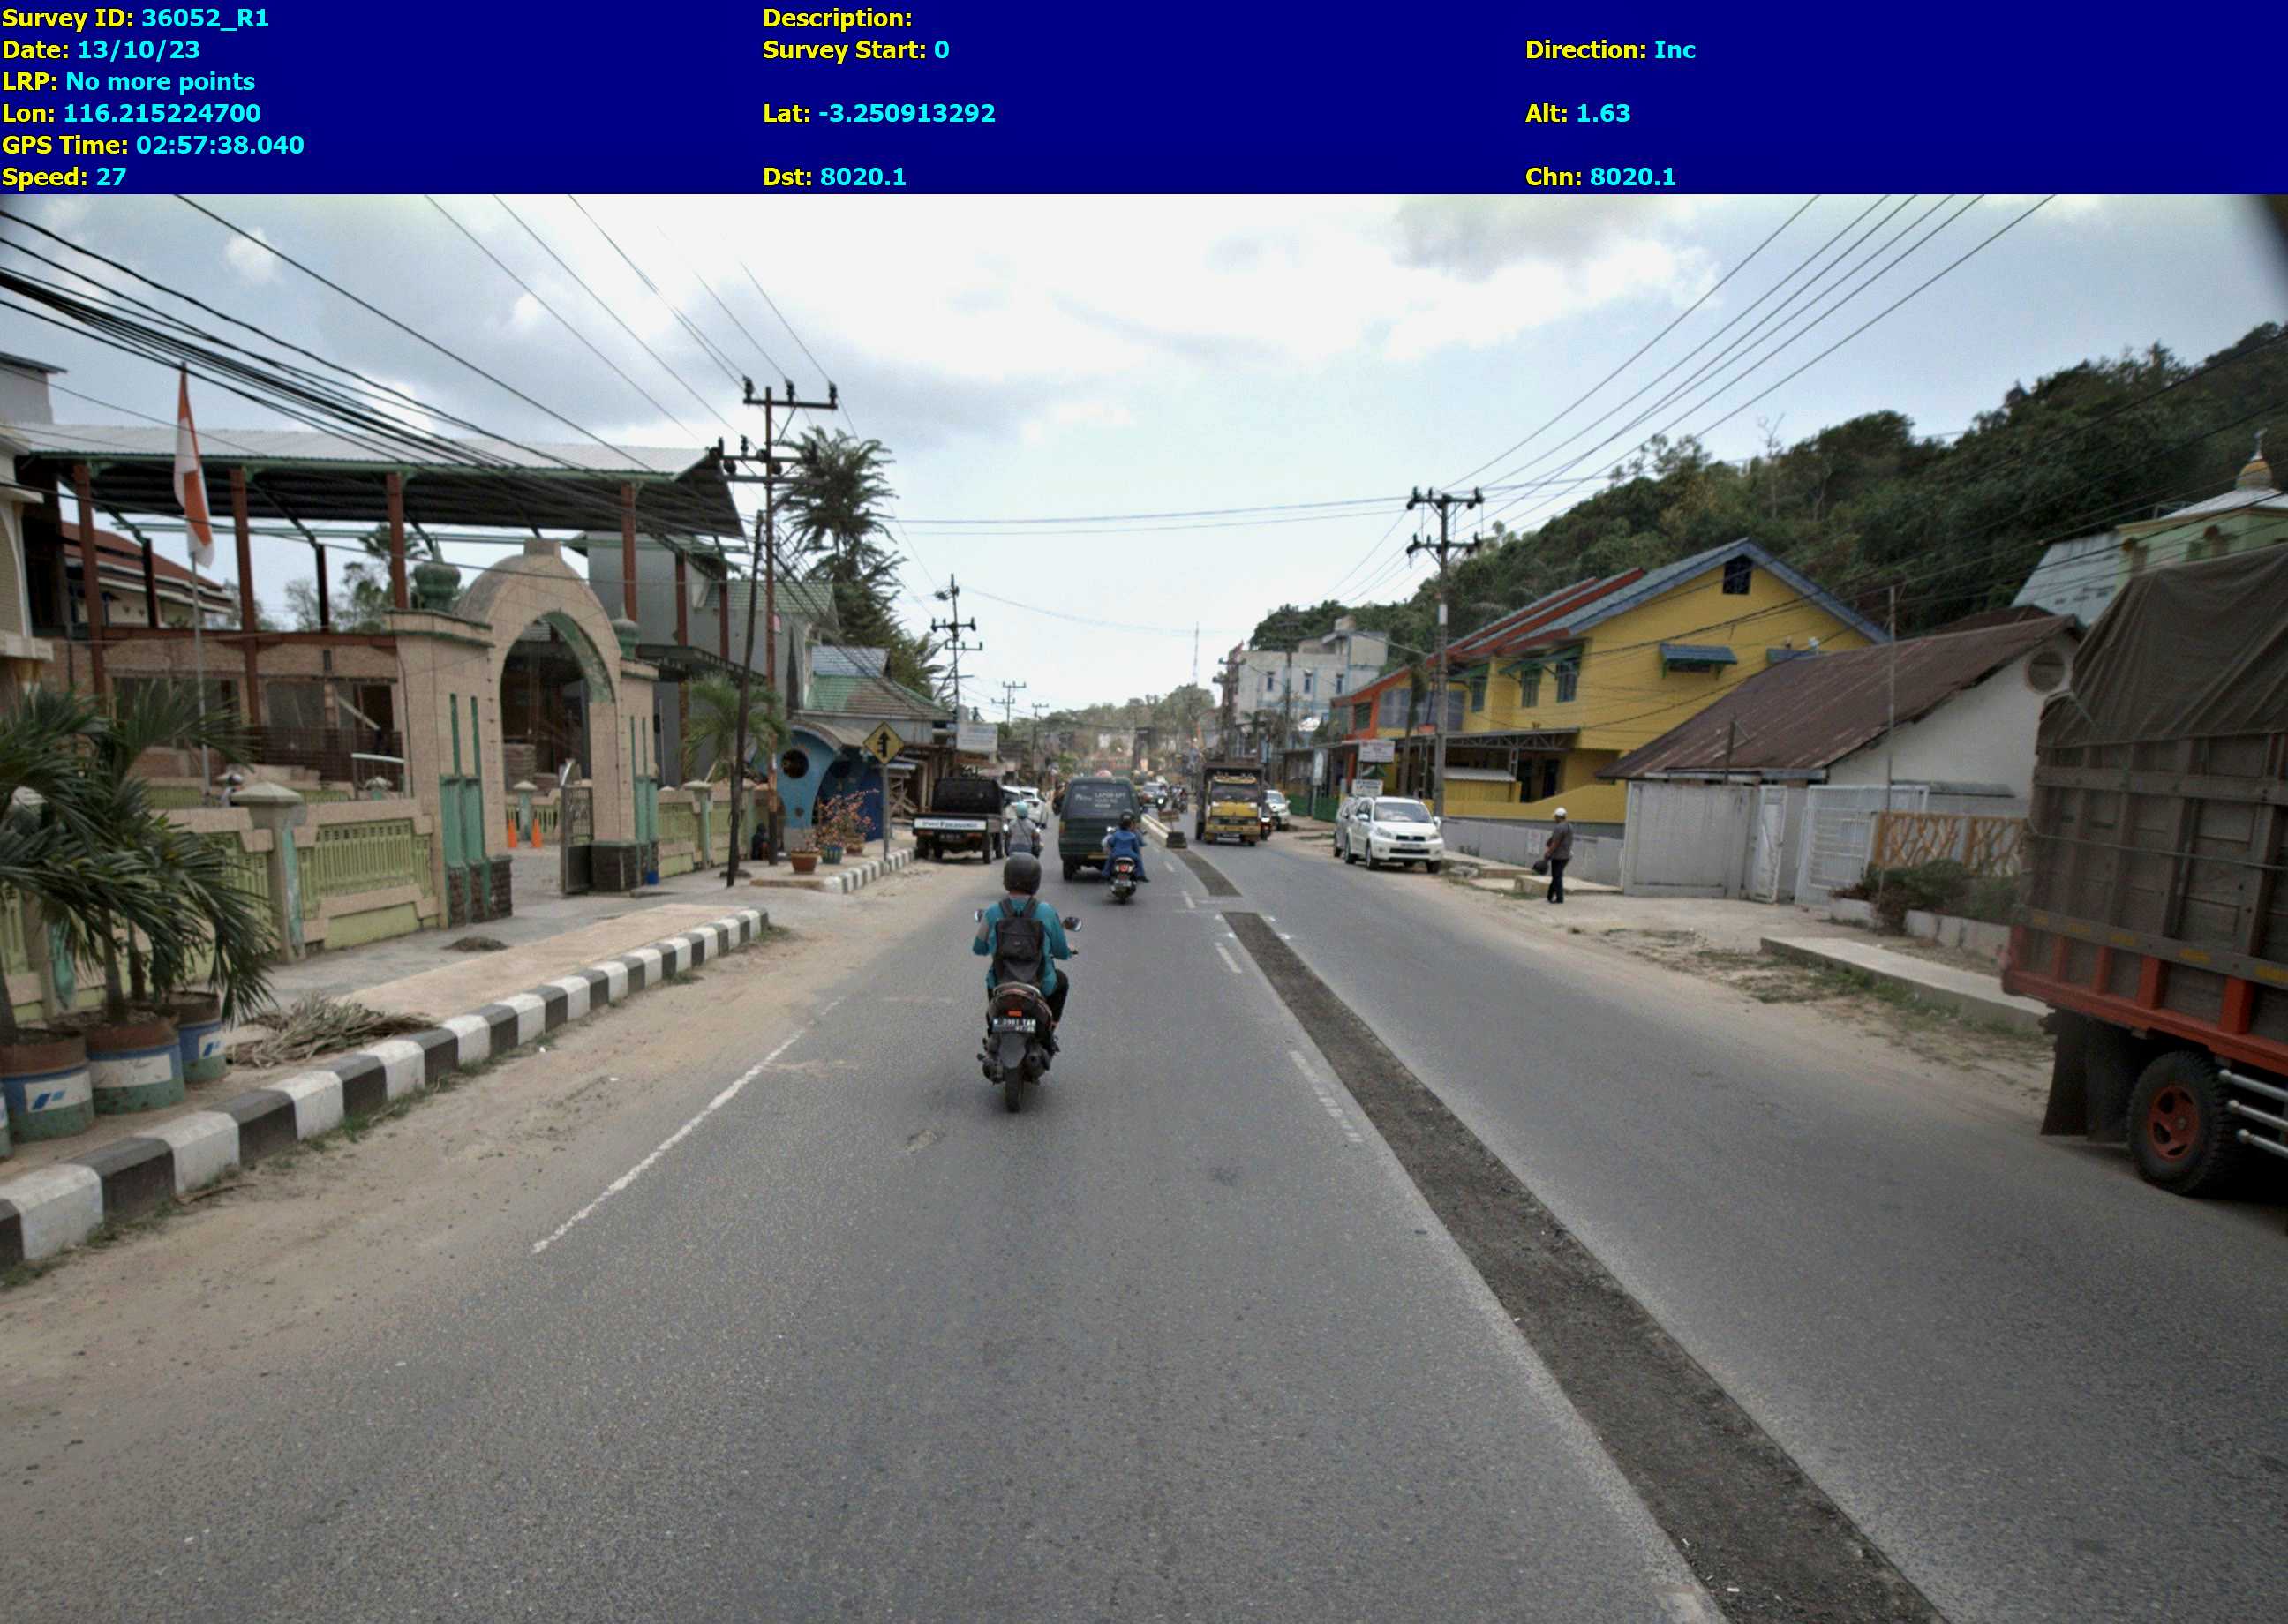 Survey ID: 36052_R1
Description:
Date: 13/10/23
Survey Start: 0
Direction: Inc
LRP: No more points
Lon: 116.215224700
Lat: -3.250913292
Alt: 1.63
GPS Time: 02:57:38.040
Speed: 27
Dst: 8020.1
Chn: 8020.1